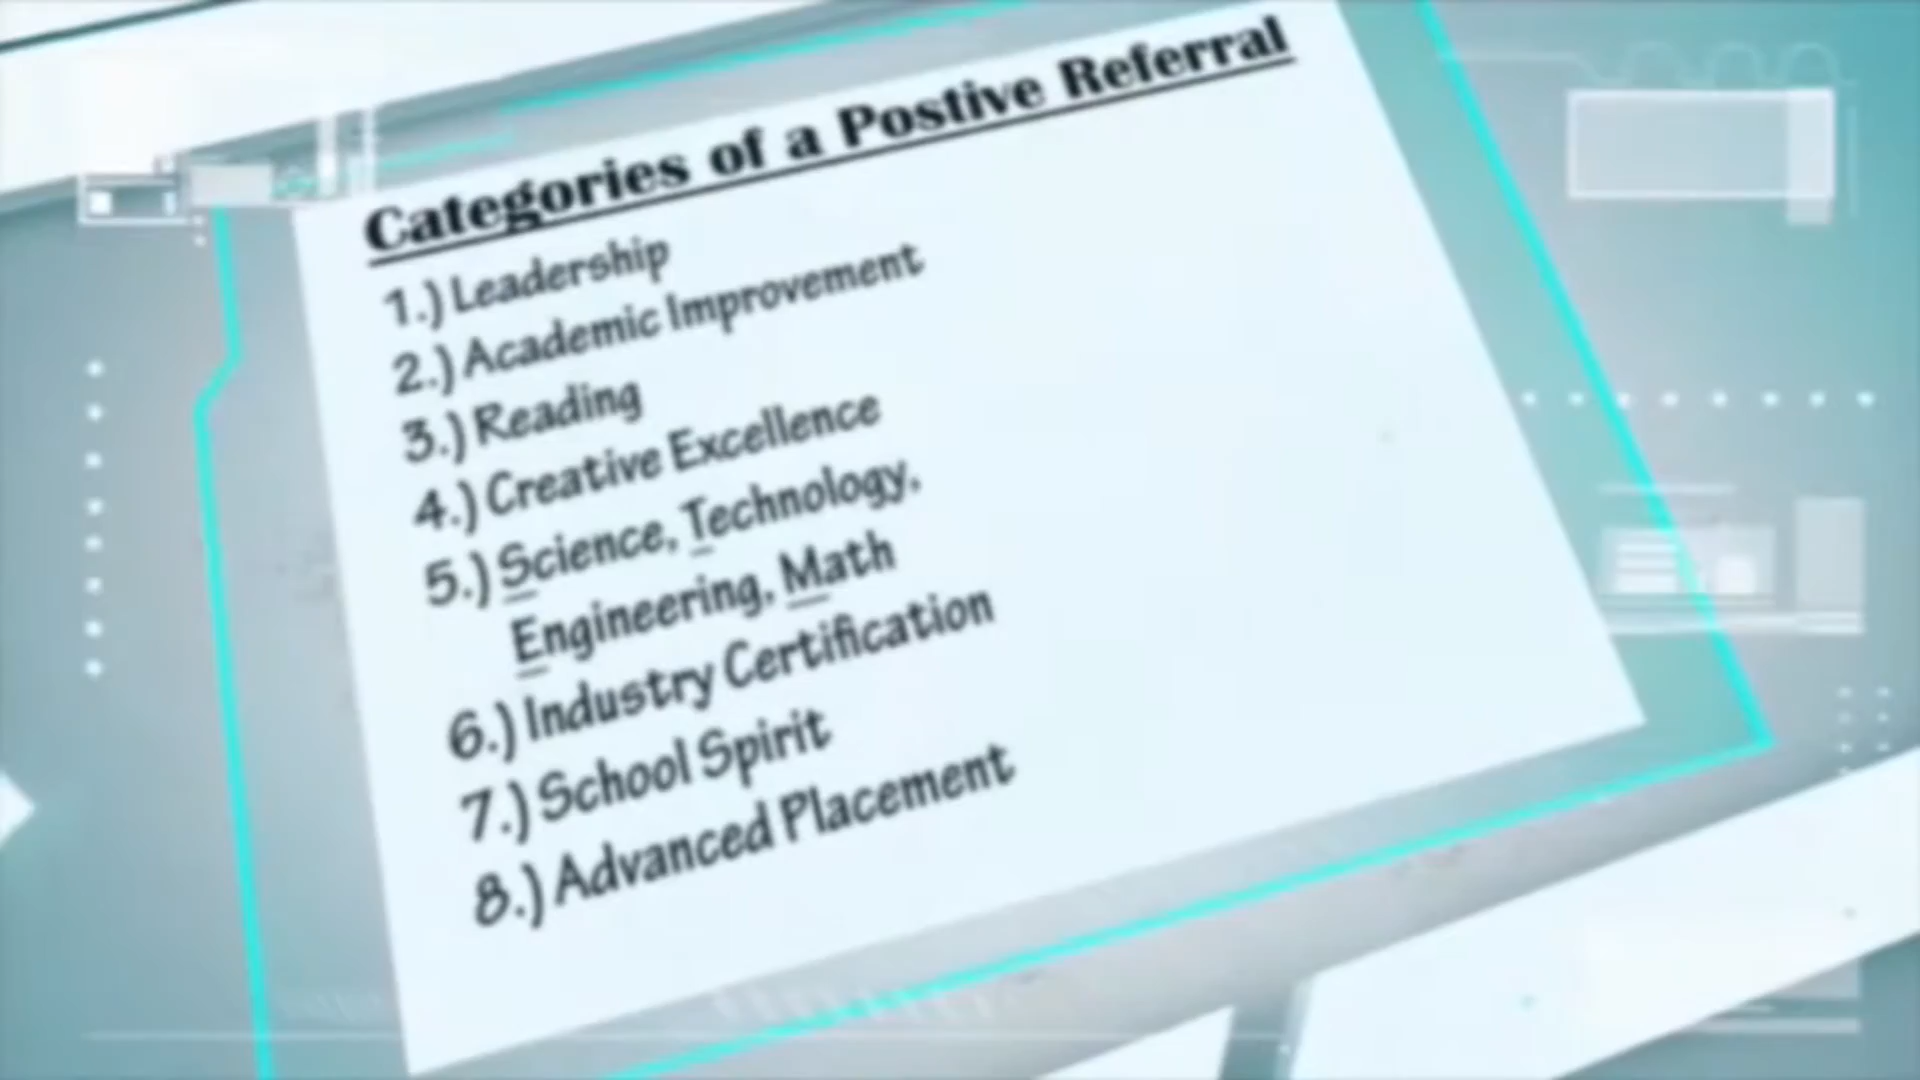 Categories of a Postive Referral
1.) Leadership
2.) Academic Improvement
3.) Reading
4.) Creative Excellence
5.) Science, Technology,
Engineering, Math
6.) Industry Certification
7.) School Spirit
8.) Advanced Placement